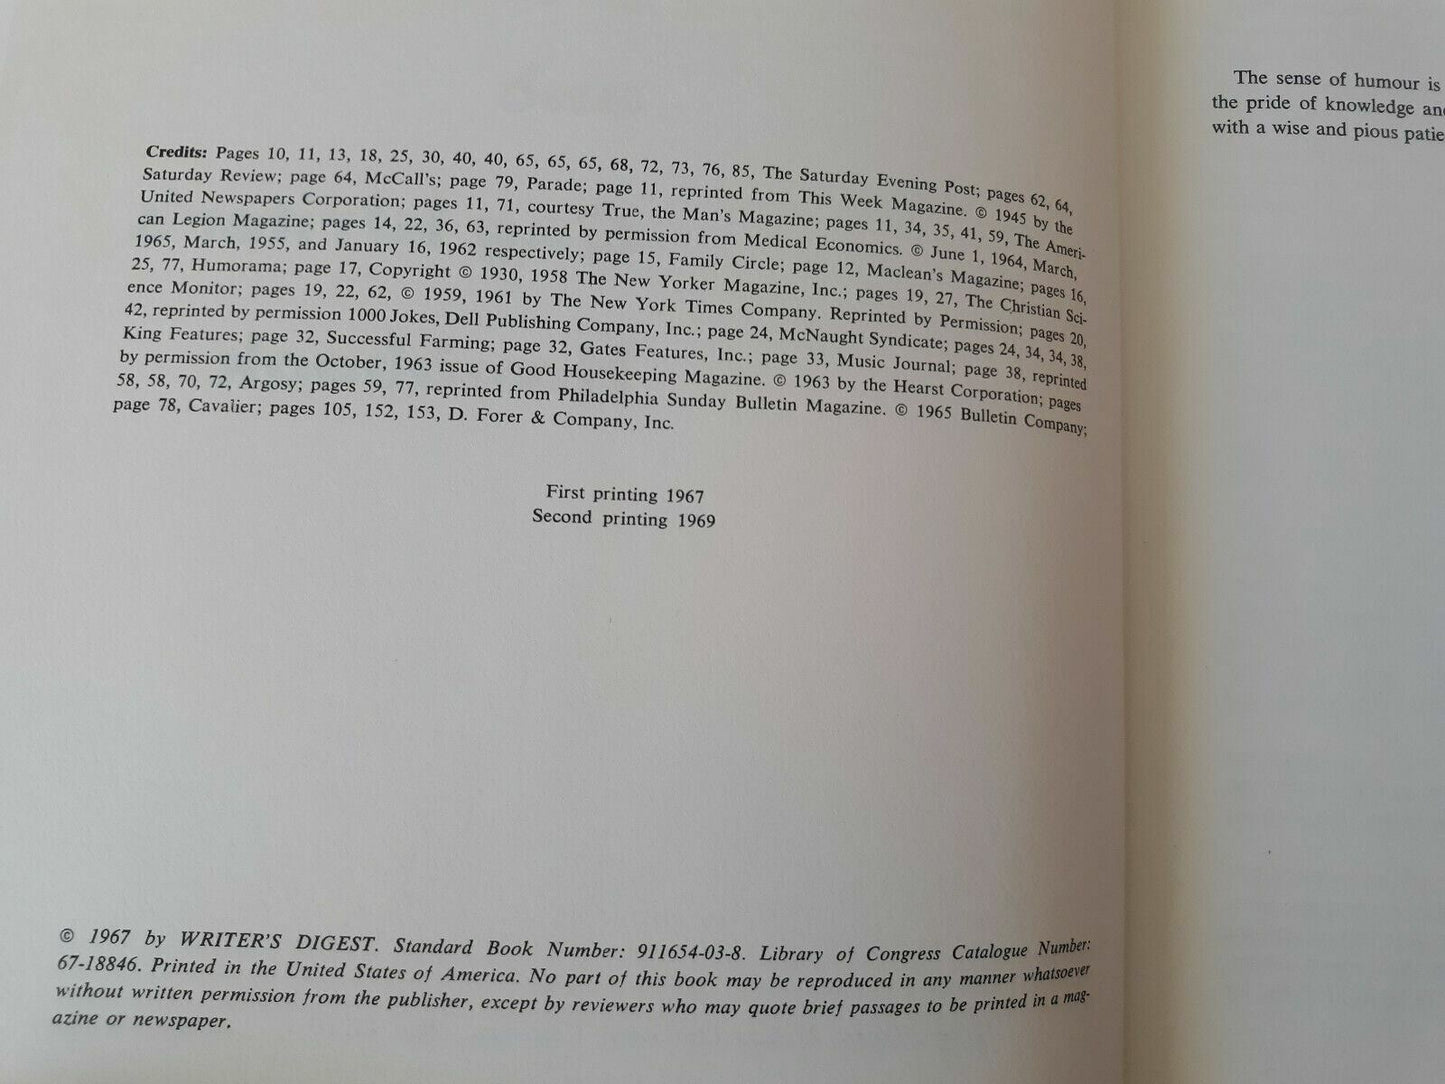 Credits: Pages 10, 11, 13, 18, 25, 30, 40, 40, 65, 65, 65, 68, 72, 73, 76, 85, The Saturday Evening Post; pages 62, 64,
Saturday Review; page 64, McCall's; page 79, Parade; page 11, reprinted from This Week Magazine. © 1945 by the
United Newspapers Corporation; pages 11, 71, courtesy True, the Man's Magazine; pages 11, 34, 35, 41, 59, The Ameri-
can Legion Magazine; pages 14, 22, 36, 63, reprinted by permission from Medical Economics. © June 1, 1964, March,
1965, March, 1955, and January 16, 1962 respectively; page 15, Family Circle; page 12, Maclean's Magazine; pages 16,
25, 77, Humorama; page 17, Copyright © 1930, 1958 The New Yorker Magazine, Inc.; pages 19, 27, The Christian Sci-
ence Monitor; pages 19, 22, 62, © 1959, 1961 by The New York Times Company. Reprinted by Permission; pages 20,
42, reprinted by permission 1000 Jokes, Dell Publishing Company, Inc.; page 24, McNaught Syndicate; pages 24, 34, 34, 38,
King Features; page 32, Successful Farming; page 32, Gates Features, Inc.; page 33, Music Journal; page 38, reprinted
by permission from the October, 1963 issue of Good Housekeeping Magazine. © 1963 by the Hearst Corporation; pages
58, 58, 70, 72, Argosy; pages 59, 77, reprinted from Philadelphia Sunday Bulletin Magazine. © 1965 Bulletin Company;
page 78, Cavalier; pages 105, 152, 153, D. Forer & Company, Inc.
First printing 1967
Second printing 1969
© 1967 by WRITER'S DIGEST. Standard Book Number: 911654-03-8. Library of Congress Catalogue Number:
67-18846. Printed in the United States of America. No part of this book may be reproduced in any manner whatsoever
without written permission from the publisher, except by reviewers who may quote brief passages to be printed in a mag-
azine or newspaper.
The sense of humour is
the pride of knowledge and
with a wise and pious patie